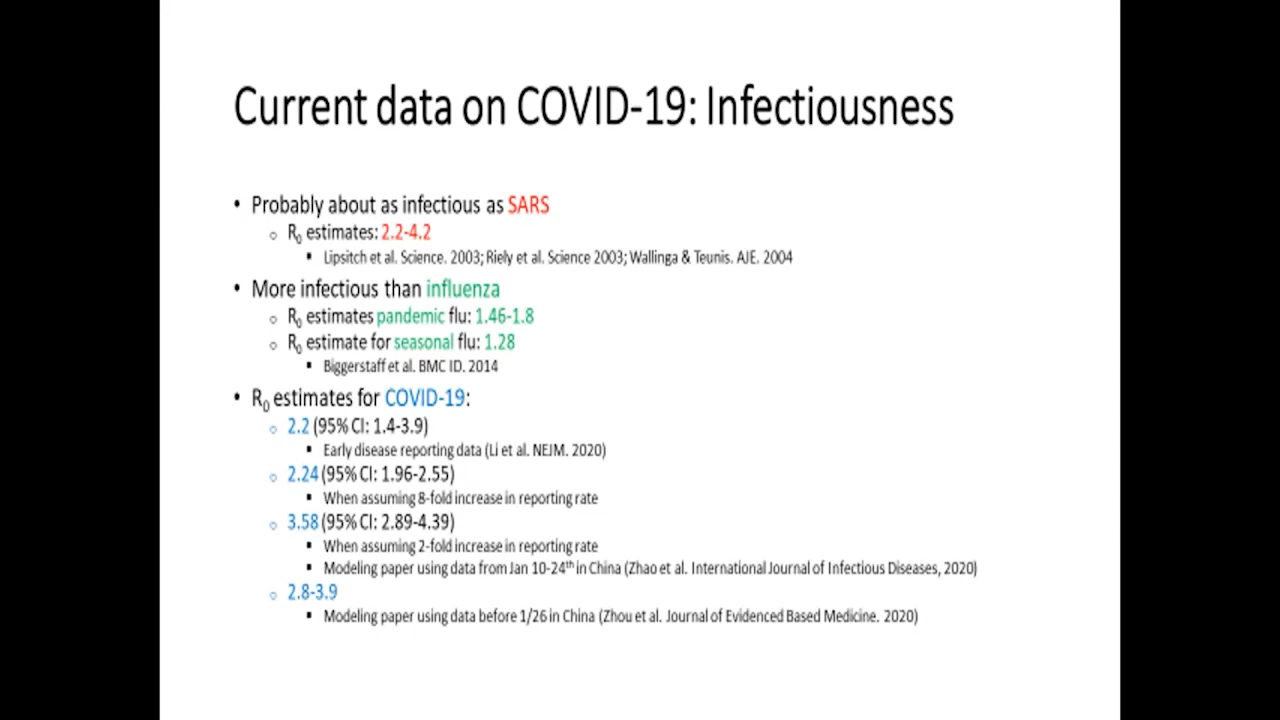 Current data on COVID-19: Infectiousness
• Probably about as infectious as SARS
o R0 estimates: 2.2-4.2
▪ Lipsitch et al. Science. 2003; Riely et al. Science 2003; Wallinga & Teunis. AJE. 2004
• More infectious than influenza
o R0 estimates pandemic flu: 1.46-1.8
o R0 estimate for seasonal flu: 1.28
▪ Biggerstaff et al. BMC ID. 2014
• R0 estimates for COVID-19:
o 2.2 (95% CI: 1.4-3.9)
▪ Early disease reporting data (Li et al. NEJM. 2020)
o 2.24 (95% CI: 1.96-2.55)
▪ When assuming 8-fold increase in reporting rate
o 3.58 (95% CI: 2.89-4.39)
▪ When assuming 2-fold increase in reporting rate
▪ Modeling paper using data from Jan 10-24th in China (Zhao et al. International Journal of Infectious Diseases, 2020)
o 2.8-3.9
▪ Modeling paper using data before 1/26 in China (Zhou et al. Journal of Evidenced Based Medicine. 2020)